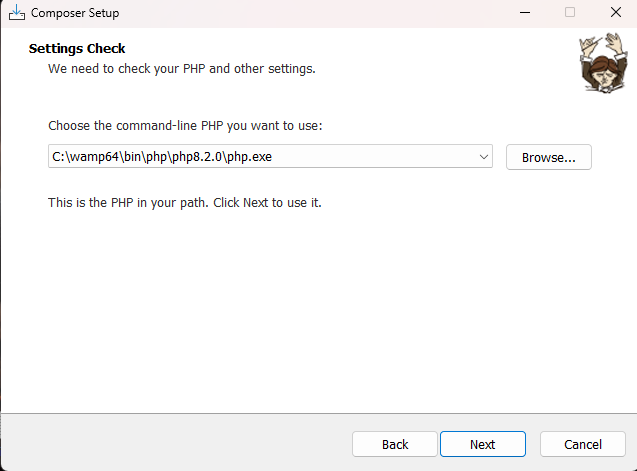 Composer Setup
Settings Check
We need to check your PHP and other settings.
Choose the command-line PHP you want to use:
C:\wamp64\bin\php\php8.2.0\php.exe
Browse...
This is the PHP in your path. Click Next to use it.
Back
Next
Cancel